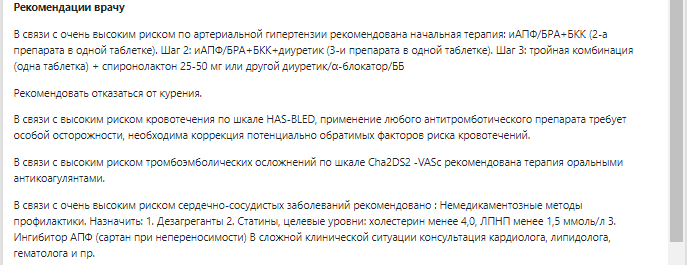 Рекомендации врачу
В связи с очень высоким риском по артериальной гипертензии рекомендована начальная терапия: иАПФ/БРА+БКК (2-а
препарата в одной таблетке). Шаг 2: иАПФ/БРА+БКК+диуретик (3-и препарата в одной таблетке). Шаг 3: тройная комбинация
(одна таблетка) + спиронолактон 25-50 мг или другой диуретик/α-блокатор/ББ
Рекомендовать отказаться от курения.
В связи с высоким риском кровотечения по шкале HAS-BLED, применение любого антитромботического препарата требует
особой осторожности, необходима коррекция потенциально обратимых факторов риска кровотечений.
В связи с высоким риском тромбоэмболических осложнений по шкале Cha2DS2 -VASc рекомендована терапия оральными
антикоагулянтами.
В связи с очень высоким риском сердечно-сосудистых заболеваний рекомендовано : Немедикаментозные методы
профилактики. Назначить: 1. Дезагреганты 2. Статины, целевые уровни: холестерин менее 4,0, ЛПНП менее 1,5 ммоль/л 3.
Ингибитор АПФ (сартан при непереносимости) В сложной клинической ситуации консультация кардиолога, липидолога,
гематолога и пр.